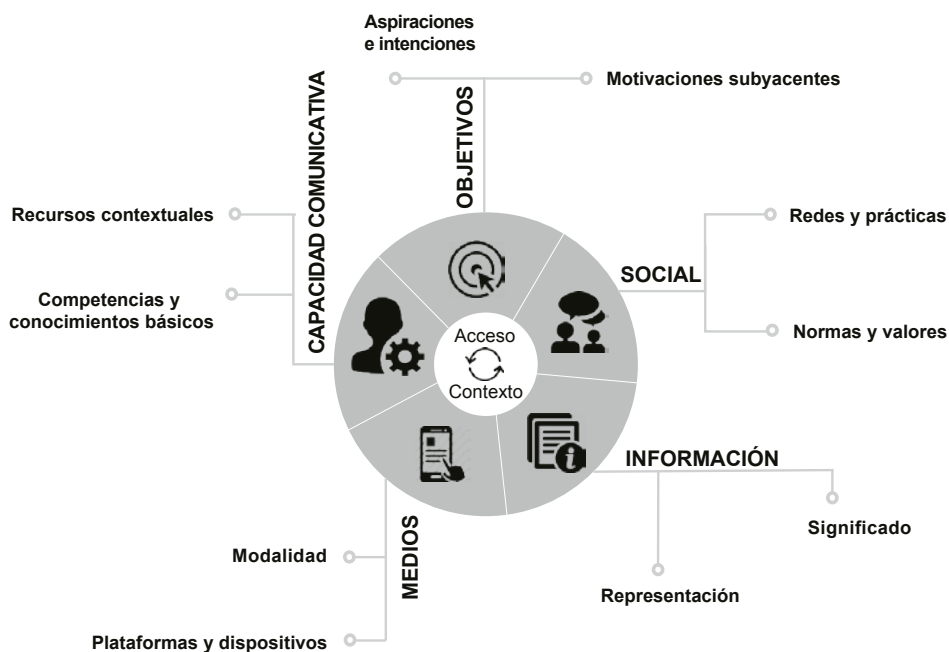 Aspiraciones
e intenciones
Motivaciones subyacentes
OBJETIVOS
CAPACIDAD COMUNICATIVA
Recursos contextuales
Competencias y
conocimientos básicos
Redes y prácticas
SOCIAL
Normas y valores
Acceso
Contexto
INFORMACIÓN
Significado
Representación
MEDIOS
Modalidad
Plataformas y dispositivos